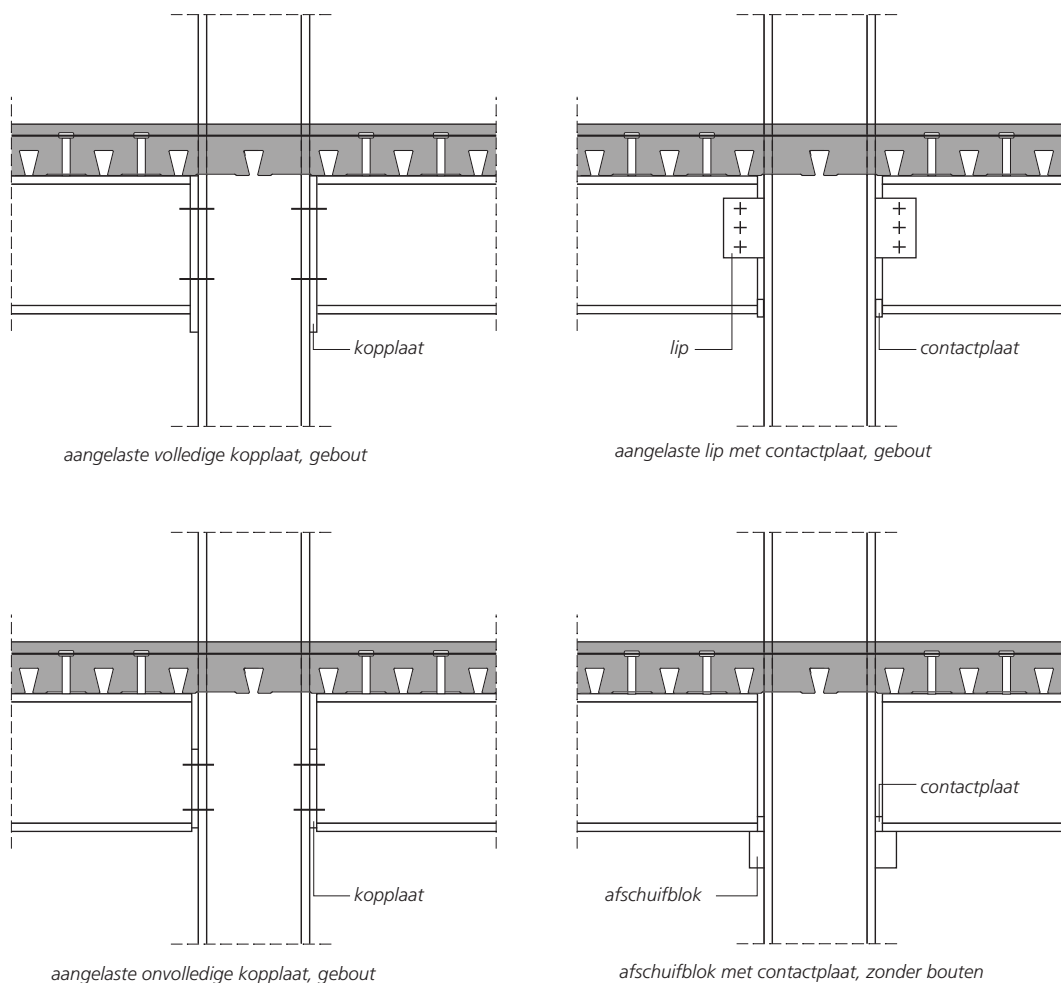 kopplaat
aangelaste volledige kopplaat, gebout
lip
contactplaat
aangelaste lip met contactplaat, gebout
kopplaat
aangelaste onvolledige kopplaat, gebout
contactplaat
afschuifblok
afschuifblok met contactplaat, zonder bouten